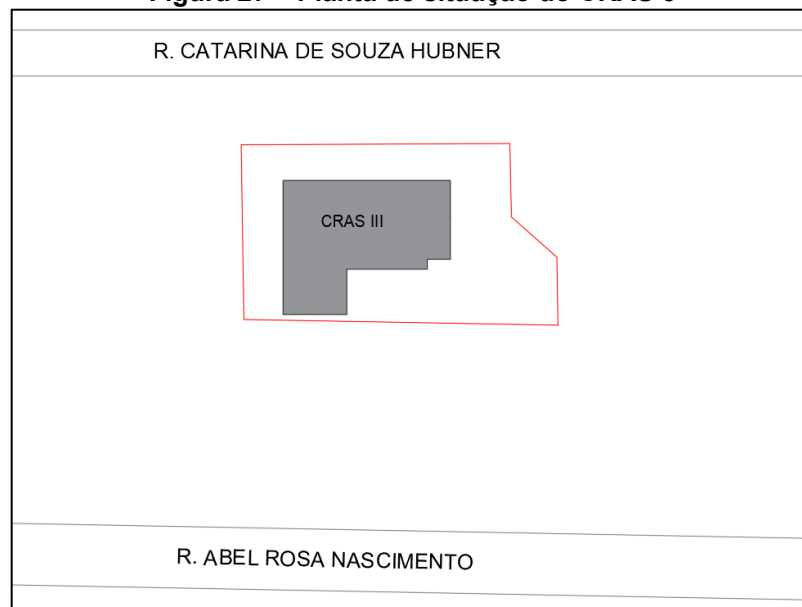 R. CATARINA DE SOUZA HUBNER
CRAS III
R. ABEL ROSA NASCIMENTO